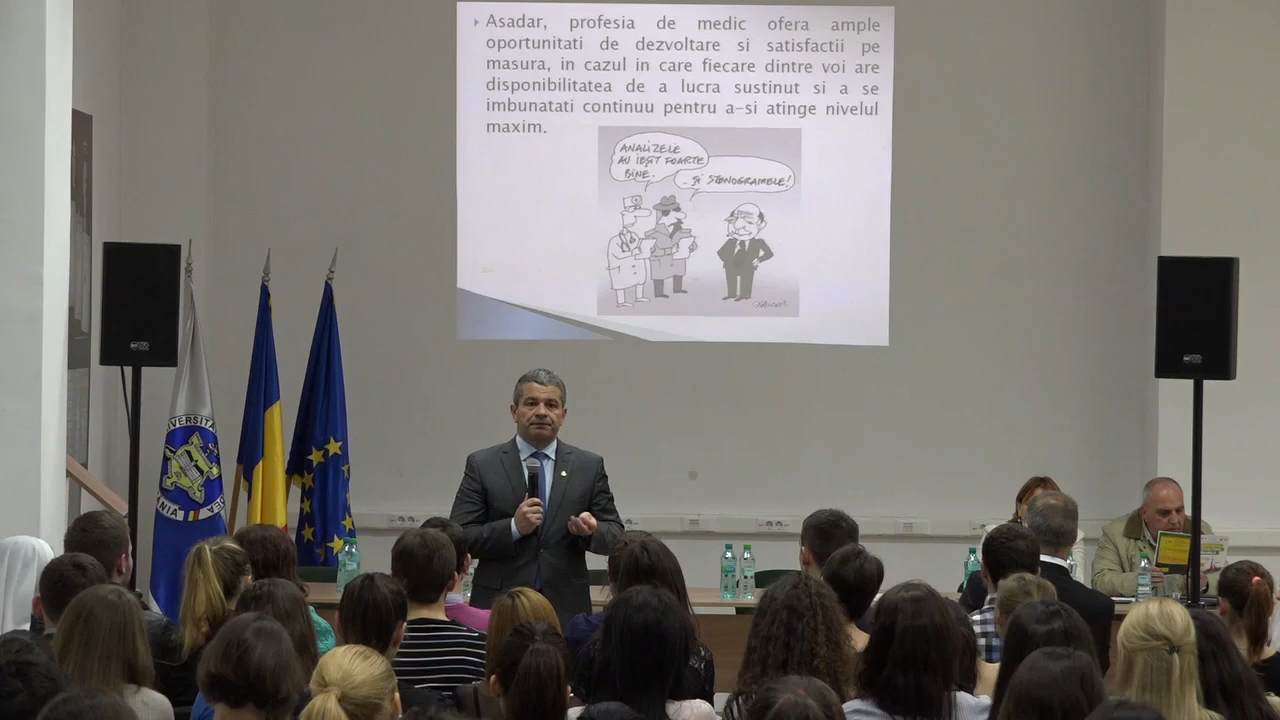 Asadar, profesia de medic ofera ample
oportunitati de dezvoltare si satisfactii pe
masura, in cazul in care fiecare dintre voi are
disponibilitatea de a lucra sustinut si a se
imbunatati continuu pentru a-si atinge nivelul
maxim.
ANALIZELE
AU IEŞIT FOARTE
BINE.
..ŞI STENOGRAMELE!